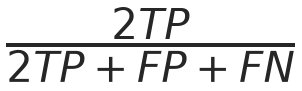 2TP
2TP + FP + FN